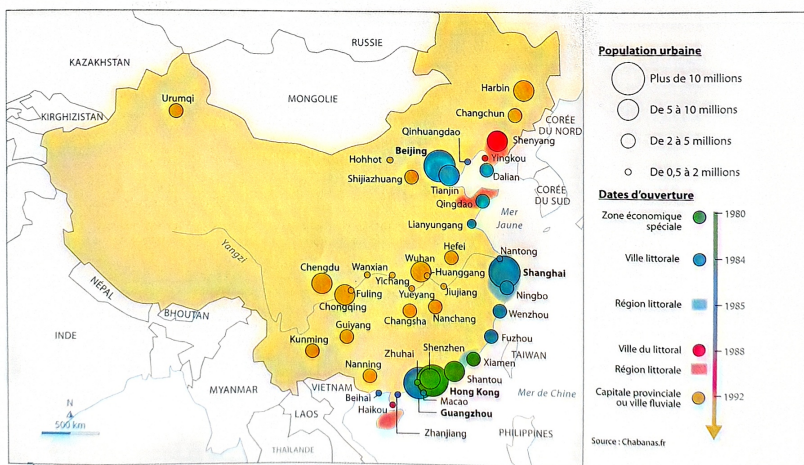 RUSSIE
KAZAKHSTAN
MONGOLIE
KIRGHIZISTAN
CORÉE
DU NORD
CORÉE
DU SUD
Mer
Jaune
NÉPAL
BHOUTAN
INDE
MYANMAR
VIETNAM
LAOS
THAÏLANDE
TAIWAN
Mer de Chine
PHILIPPINES
Yangzi
Urumqi
Harbin
Changchun
Qinhuangdao
Shenyang
Beijing
Hohhot
Yingkou
Shijiazhuang
Dalian
Tianjin
Qingdao
Lianyungang
Hefei
Nantong
Wuhan
Chengdu
Wanxian
Huanggang
Shanghai
Yichang
Fuling
Yueyang
Jiujiang
Ningbo
Chongqing
Wenzhou
Guiyang
Changsha
Nanchang
Kunming
Fuzhou
Shenzhen
Zhuhai
Nanning
Xiamen
Shantou
Beihai
Hong Kong
Macao
Haikou
Guangzhou
Zhanjiang
N
500 km
Population urbaine
Plus de 10 millions
De 5 à 10 millions
De 2 à 5 millions
De 0,5 à 2 millions
Dates d'ouverture
Zone économique
spéciale
1980
Ville littorale
1984
Région littorale
1985
Ville du littoral
1988
Région littorale
Capitale provinciale
ou ville fluviale
1992
Source : Chabanas.fr